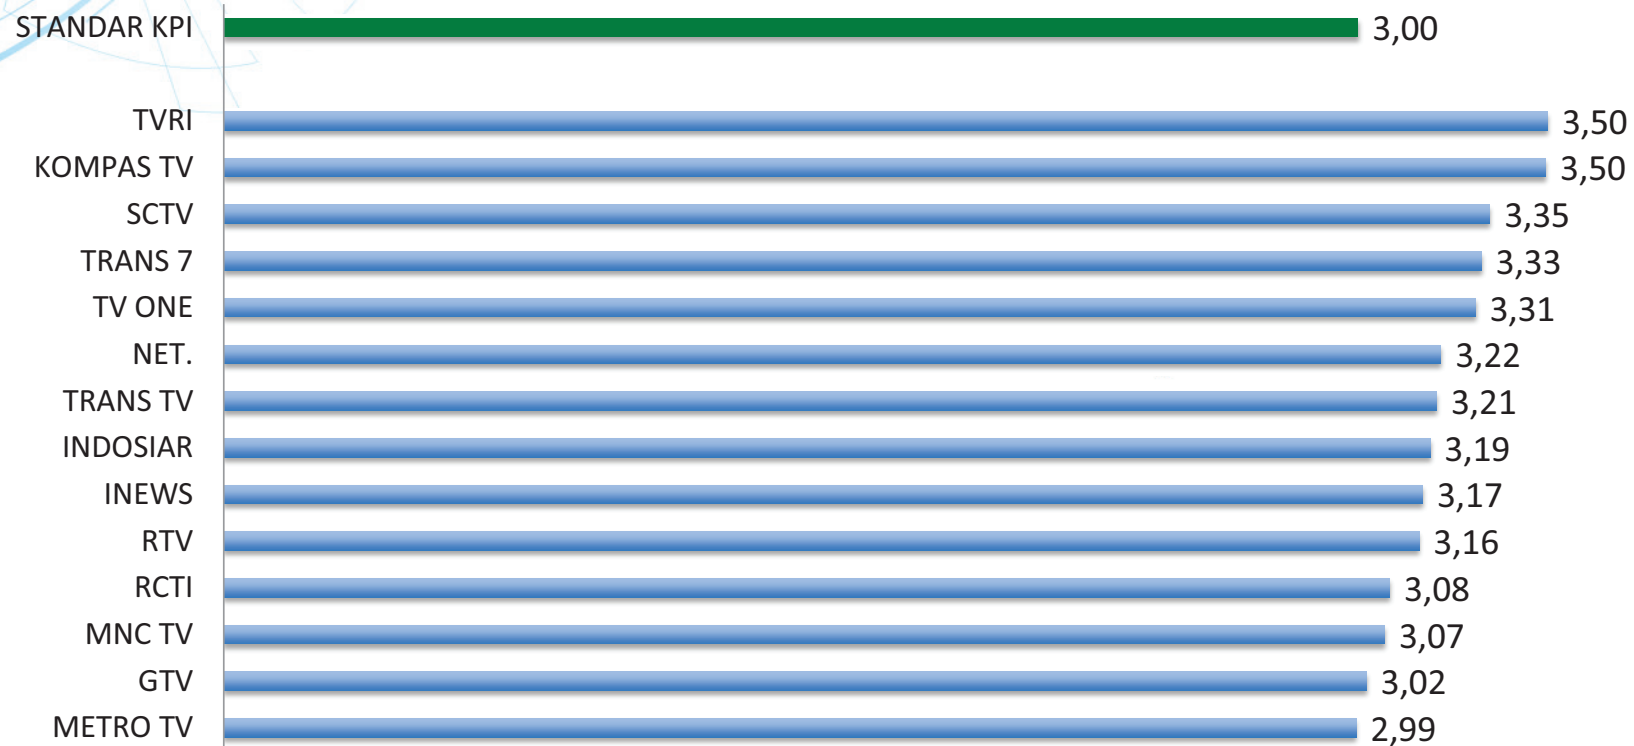 STANDAR KPI 3,00
TVRI 3,50
KOMPAS TV 3,50
SCTV 3,35
TRANS 7 3,33
TV ONE 3,31
NET. 3,22
TRANS TV 3,21
INDOSIAR 3,19
INEWS 3,17
RTV 3,16
RCTI 3,08
MNC TV 3,07
GTV 3,02
METRO TV 2,99